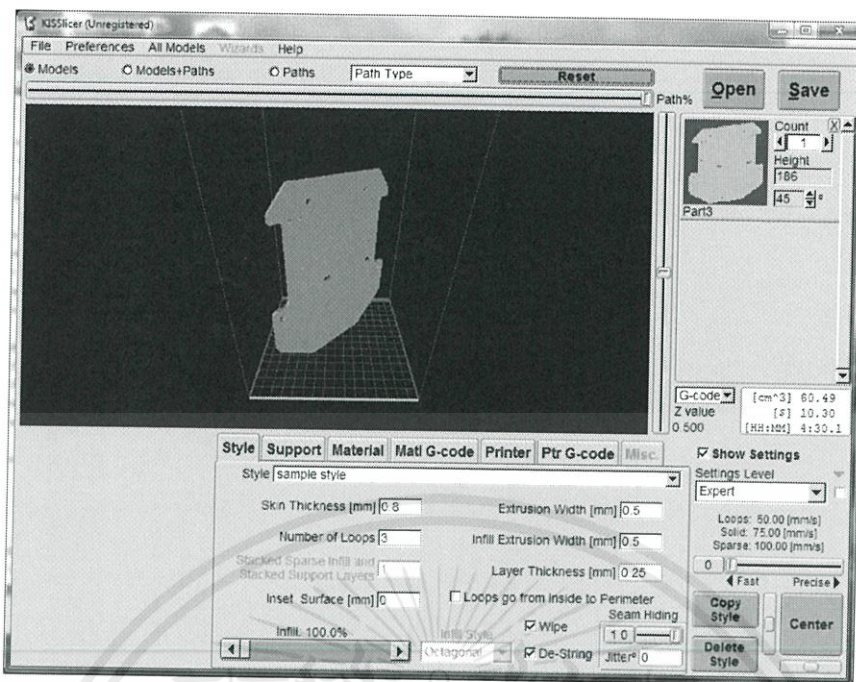 KISSlicer (Unregistered)
File Preferences All Models Wizards Help
Models Models+Paths Paths Path Type Reset
Path%
Open Save
Count X
1
Height
186
45 °
Part3
G-code
Z value
0.500
[cm^3] 60.49
[$] 10.30
[HH:MM] 4:30.1
Style Support Material Matl G-code Printer Ptr G-code Misc.
Style sample style
Skin Thickness [mm] 0.8
Extrusion Width [mm] 0.5
Number of Loops 3
Infill Extrusion Width [mm] 0.5
Stacked Sparse Infill and
Stacked Support Layers 1
Layer Thickness [mm] 0.25
Inset Surface [mm] 0
Loops go from Inside to Perimeter
Infill: 100.0%
Infill Style
Octagonal
Wipe
De-String
Seam Hiding
1 0
Jitter° 0
Show Settings
Settings Level
Expert
Loops: 50.00 [mm/s]
Solid: 75.00 [mm/s]
Sparse: 100.00 [mm/s]
0
Fast Precise
Copy
Style
Center
Delete
Style